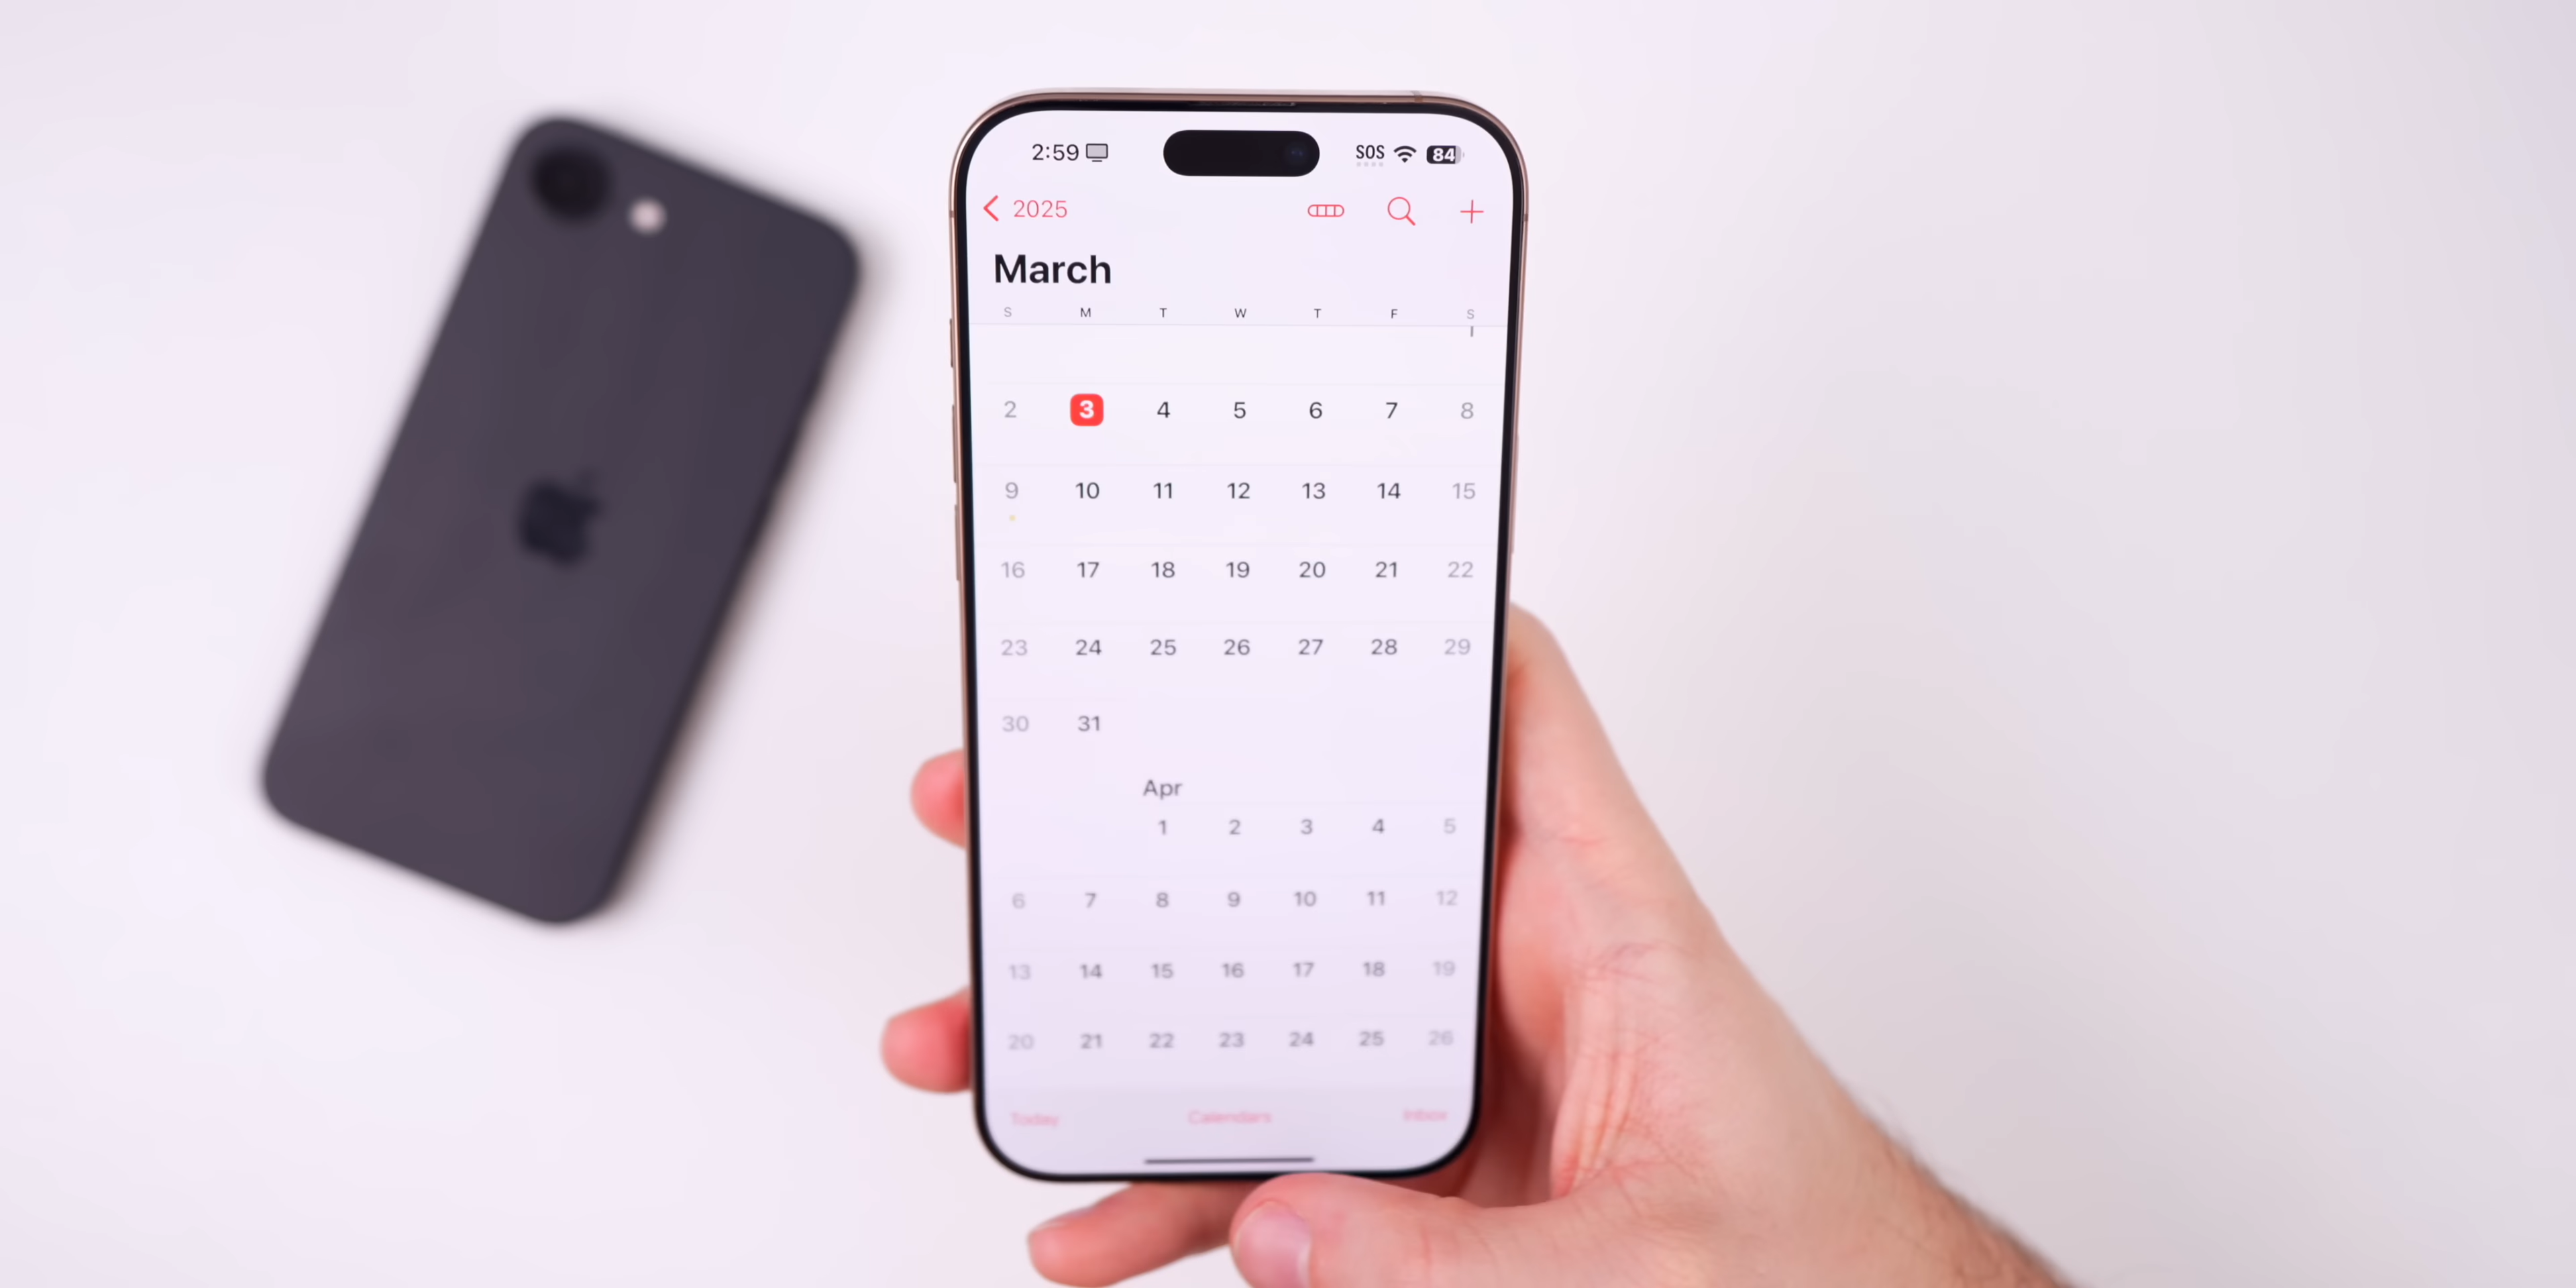 2:59 SOS 84
2025
March
S M T W T F S
2 3 4 5 6 7 8
9 10 11 12 13 14 15
16 17 18 19 20 21 22
23 24 25 26 27 28 29
30 31
Apr
1 2 3 4 5
6 7 8 9 10 11 12
13 14 15 16 17 18 19
20 21 22 23 24 25 26
Today Calendars Inbox